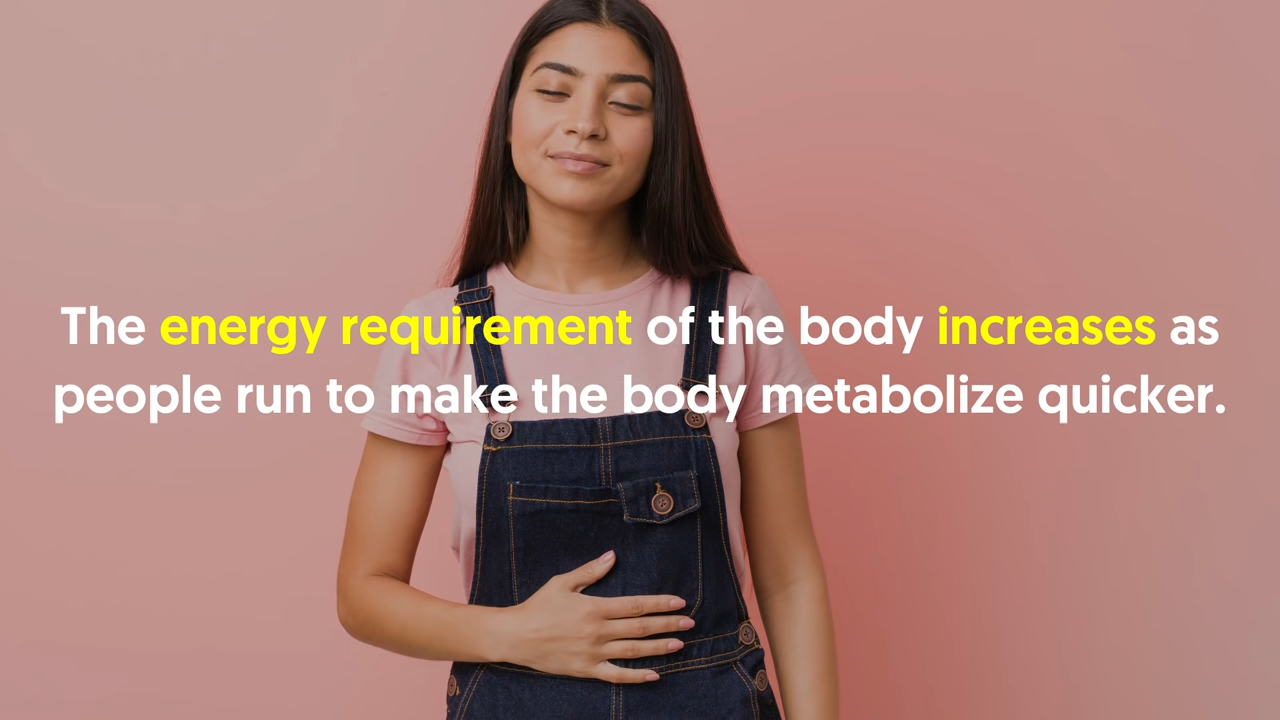 The energy requirement of the body increases as
people run to make the body metabolize quicker.